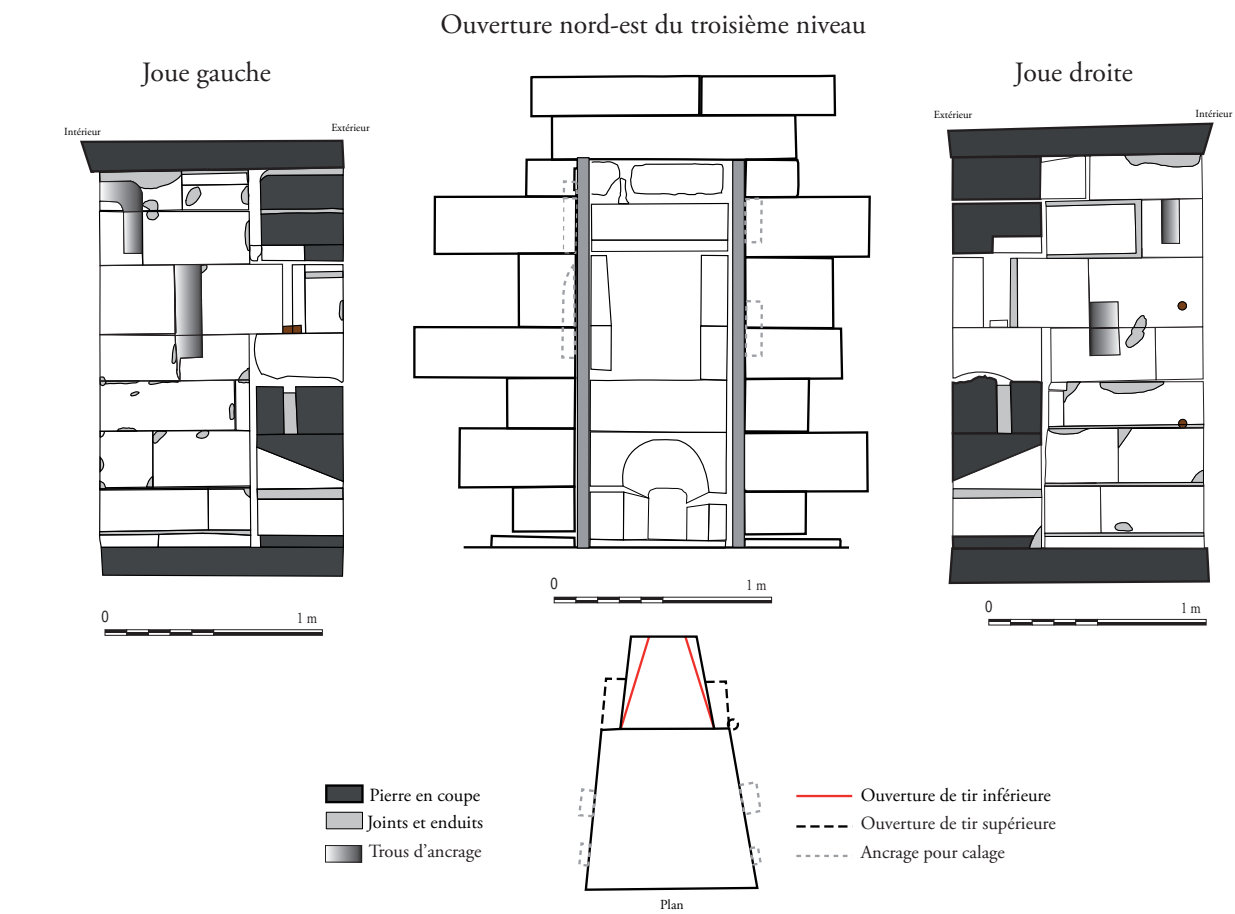 Ouverture nord-est du troisième niveau
Joue gauche
Joue droite
Intérieur
Extérieur
Extérieur
Intérieur
0 1 m
0 1 m
0 1 m
Pierre en coupe
Joints et enduits
Trous d'ancrage
Ouverture de tir inférieure
Ouverture de tir supérieure
Ancrage pour calage
Plan